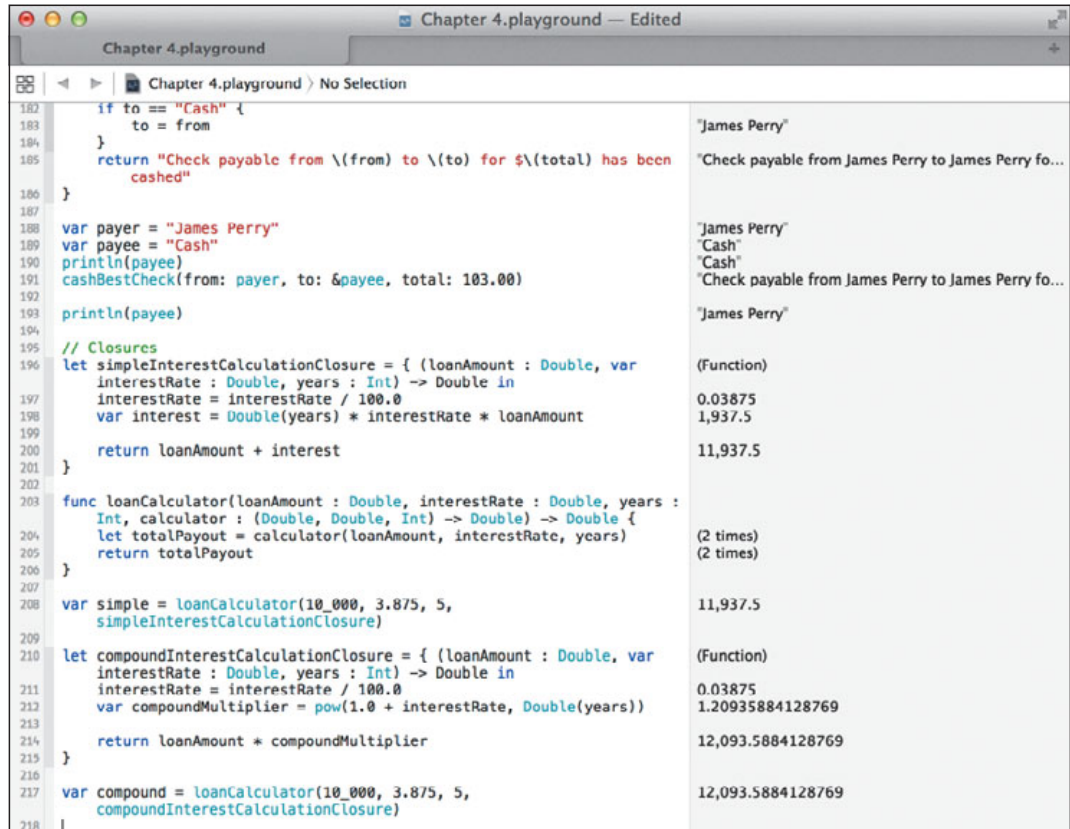 Chapter 4.playground — Edited
Chapter 4.playground
+
Chapter 4.playground 〉 No Selection
182 if to == "Cash" {
183 to = from "James Perry"
184 }
185 return "Check payable from \(from) to \(to) for $\(total) has been "Check payable from James Perry to James Perry fo...
cashed"
186 }
187
188 var payer = "James Perry" "James Perry"
189 var payee = "Cash" "Cash"
190 println(payee) "Cash"
191 cashBestCheck(from: payer, to: &payee, total: 103.00) "Check payable from James Perry to James Perry fo...
192
193 println(payee) "James Perry"
194
195 // Closures
196 let simpleInterestCalculationClosure = { (loanAmount : Double, var (Function)
interestRate : Double, years : Int) -> Double in
197 interestRate = interestRate / 100.0 0.03875
198 var interest = Double(years) * interestRate * loanAmount 1,937.5
199
200 return loanAmount + interest 11,937.5
201 }
202
203 func loanCalculator(loanAmount : Double, interestRate : Double, years :
Int, calculator : (Double, Double, Int) -> Double) -> Double {
204 let totalPayout = calculator(loanAmount, interestRate, years) (2 times)
205 return totalPayout (2 times)
206 }
207
208 var simple = loanCalculator(10_000, 3.875, 5, 11,937.5
simpleInterestCalculationClosure)
209
210 let compoundInterestCalculationClosure = { (loanAmount : Double, var (Function)
interestRate : Double, years : Int) -> Double in
211 interestRate = interestRate / 100.0 0.03875
212 var compoundMultiplier = pow(1.0 + interestRate, Double(years)) 1.20935884128769
213
214 return loanAmount * compoundMultiplier 12,093.5884128769
215 }
216
217 var compound = loanCalculator(10_000, 3.875, 5, 12,093.5884128769
compoundInterestCalculationClosure)
218